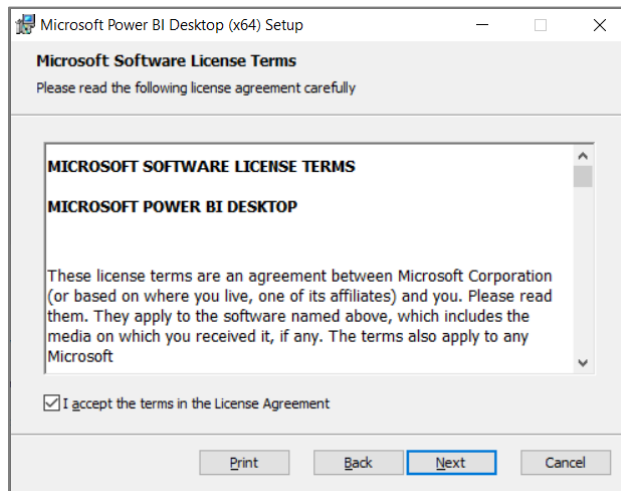 Microsoft Power BI Desktop (x64) Setup
Microsoft Software License Terms
Please read the following license agreement carefully
MICROSOFT SOFTWARE LICENSE TERMS
MICROSOFT POWER BI DESKTOP
These license terms are an agreement between Microsoft Corporation
(or based on where you live, one of its affiliates) and you. Please read
them. They apply to the software named above, which includes the
media on which you received it, if any. The terms also apply to any
Microsoft
I accept the terms in the License Agreement
Print Back Next Cancel